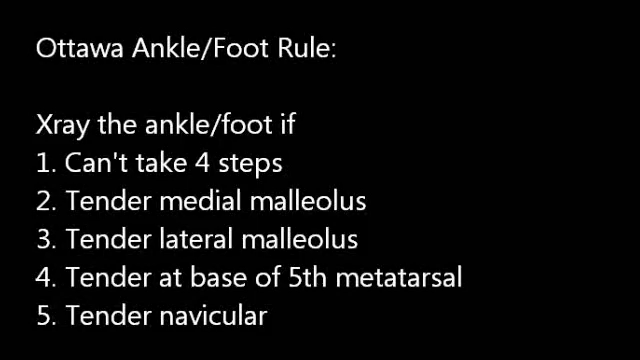 Ottawa Ankle/Foot Rule:
Xray the ankle/foot if
1. Can't take 4 steps
2. Tender medial malleolus
3. Tender lateral malleolus
4. Tender at base of 5th metatarsal
5. Tender navicular